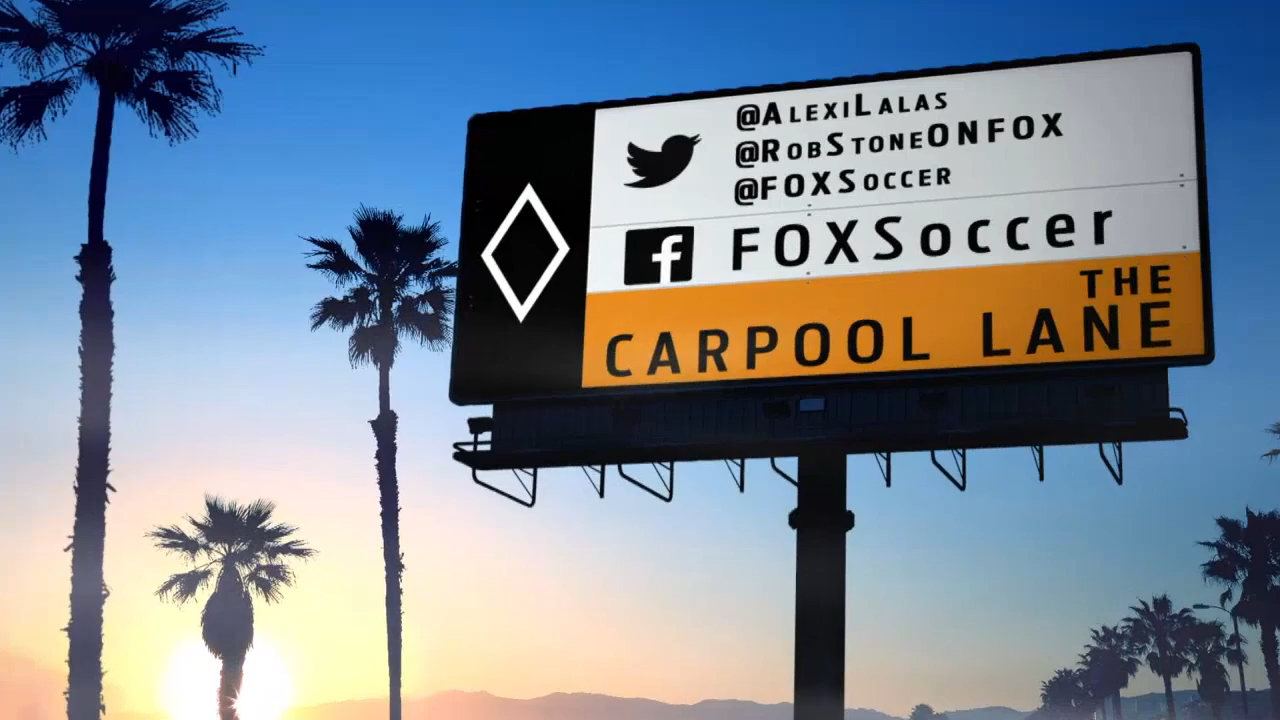 @AlexiLalas
@RobStoneONFOX
@FOXSoccer
f FOXSoccer
THE
CARPOOL LANE